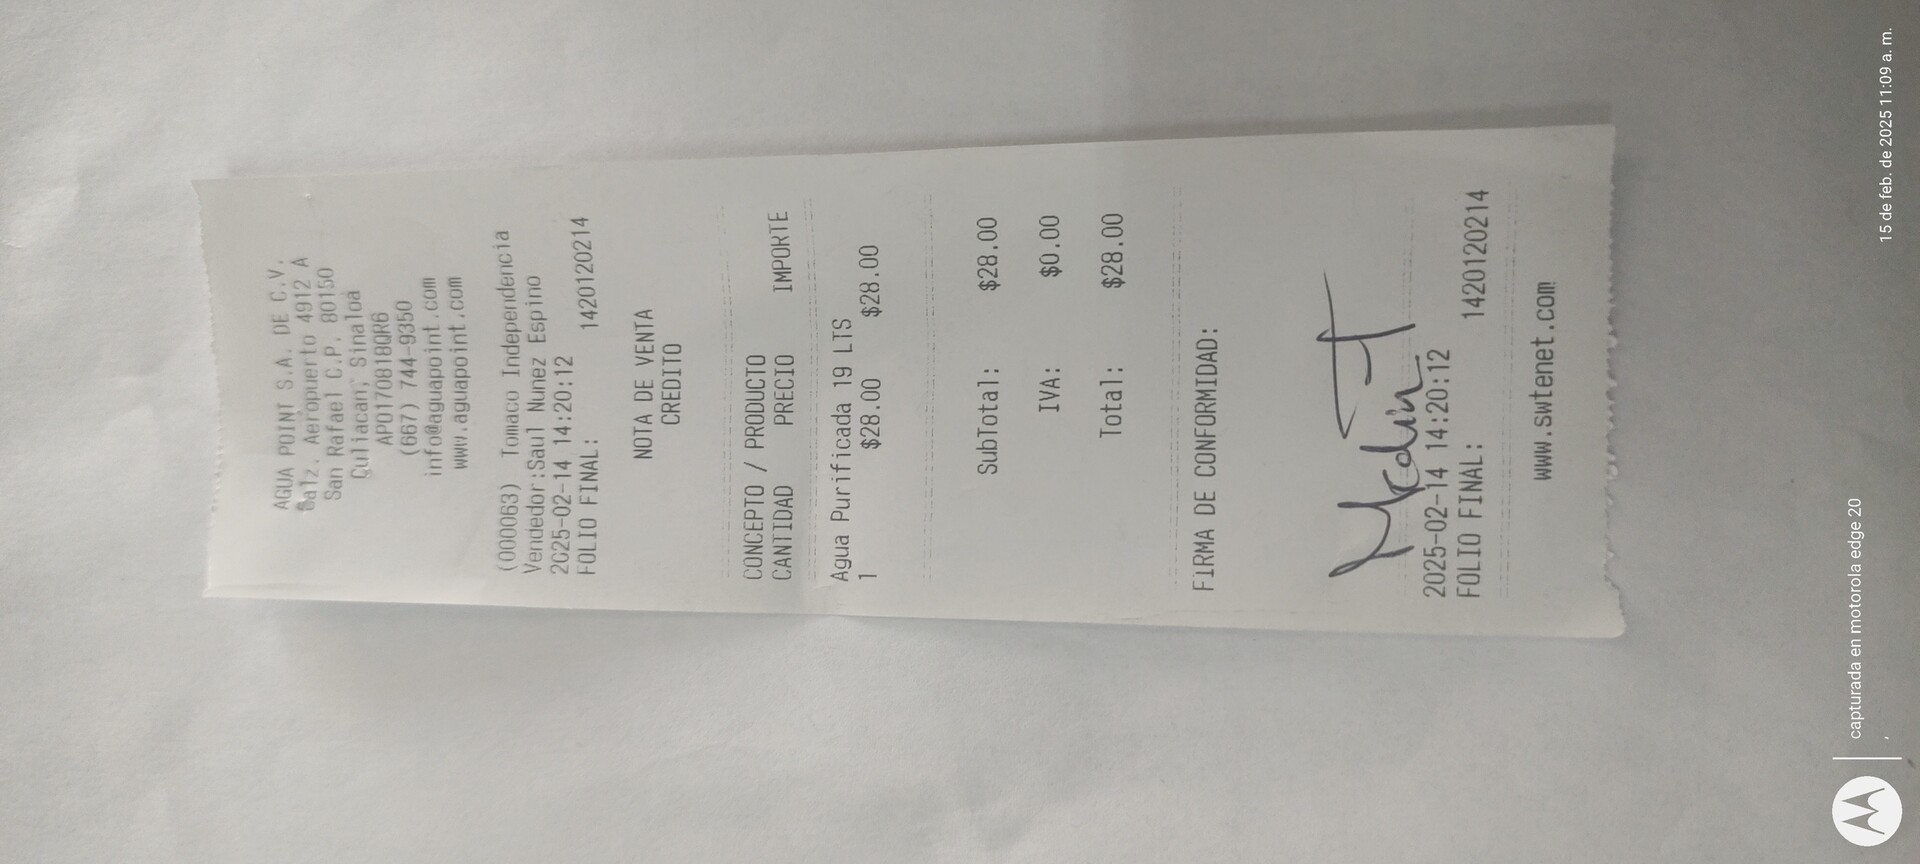 AGUA POINT S.A. DE C.V.
Calz. Aeropuerto 4912 A
San Rafael C.P. 80150
Culiacan, Sinaloa
APO170818QR6
(667) 744-9350
info@aguapoint.com
www.aguapoint.com
(000063) Tomaco Independencia
Vendedor:Saul Nunez Espino
2025-02-14 14:20:12
FOLIO FINAL: 1420120214
NOTA DE VENTA
CREDITO
CONCEPTO / PRODUCTO
CANTIDAD PRECIO IMPORTE
Agua Purificada 19 LTS
1 $28.00 $28.00
SubTotal: $28.00
IVA: $0.00
Total: $28.00
FIRMA DE CONFORMIDAD:
2025-02-14 14:20:12
FOLIO FINAL: 1420120214
www.swtenet.com
capturada en motorola edge 20
15 de feb. de 2025 11:09 a. m.